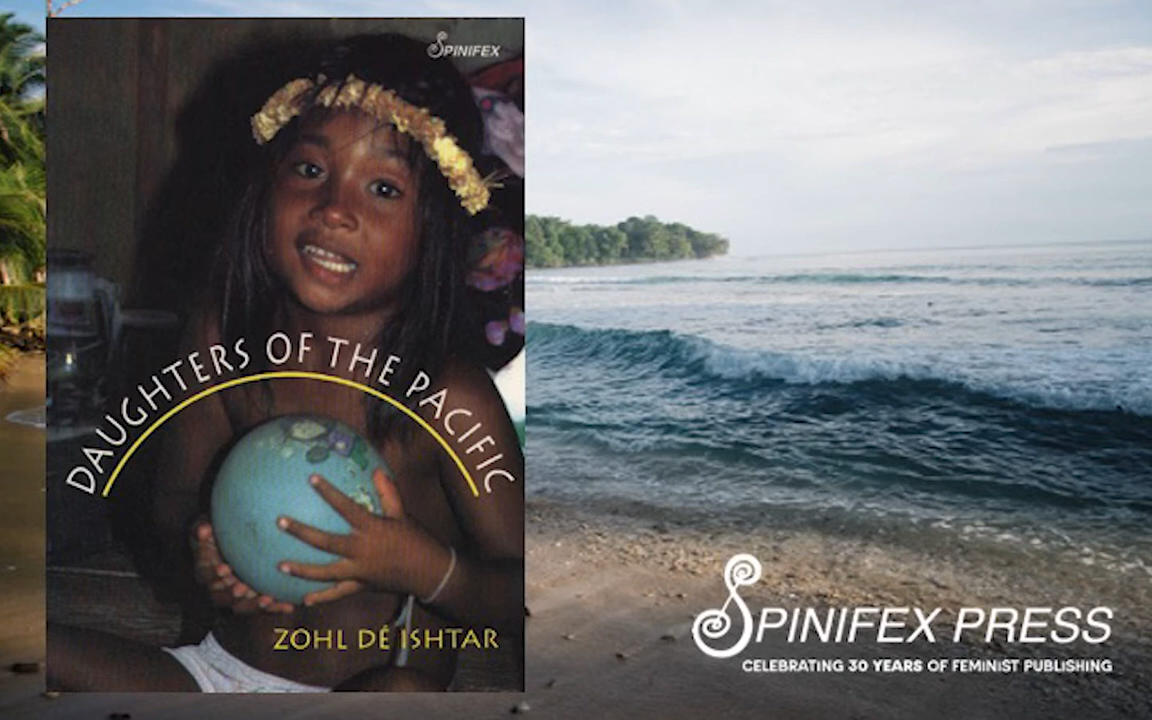 SPINIFEX
DAUGHTERS OF THE PACIFIC
ZOHL DÉ ISHTAR
SPINIFEX PRESS
CELEBRATING 30 YEARS OF FEMINIST PUBLISHING